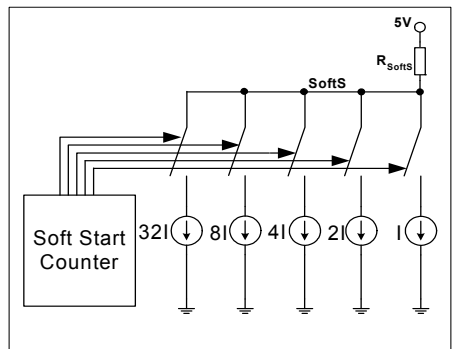 5V
RSoftS
SoftS
Soft Start
Counter
32I
8I
4I
2I
I